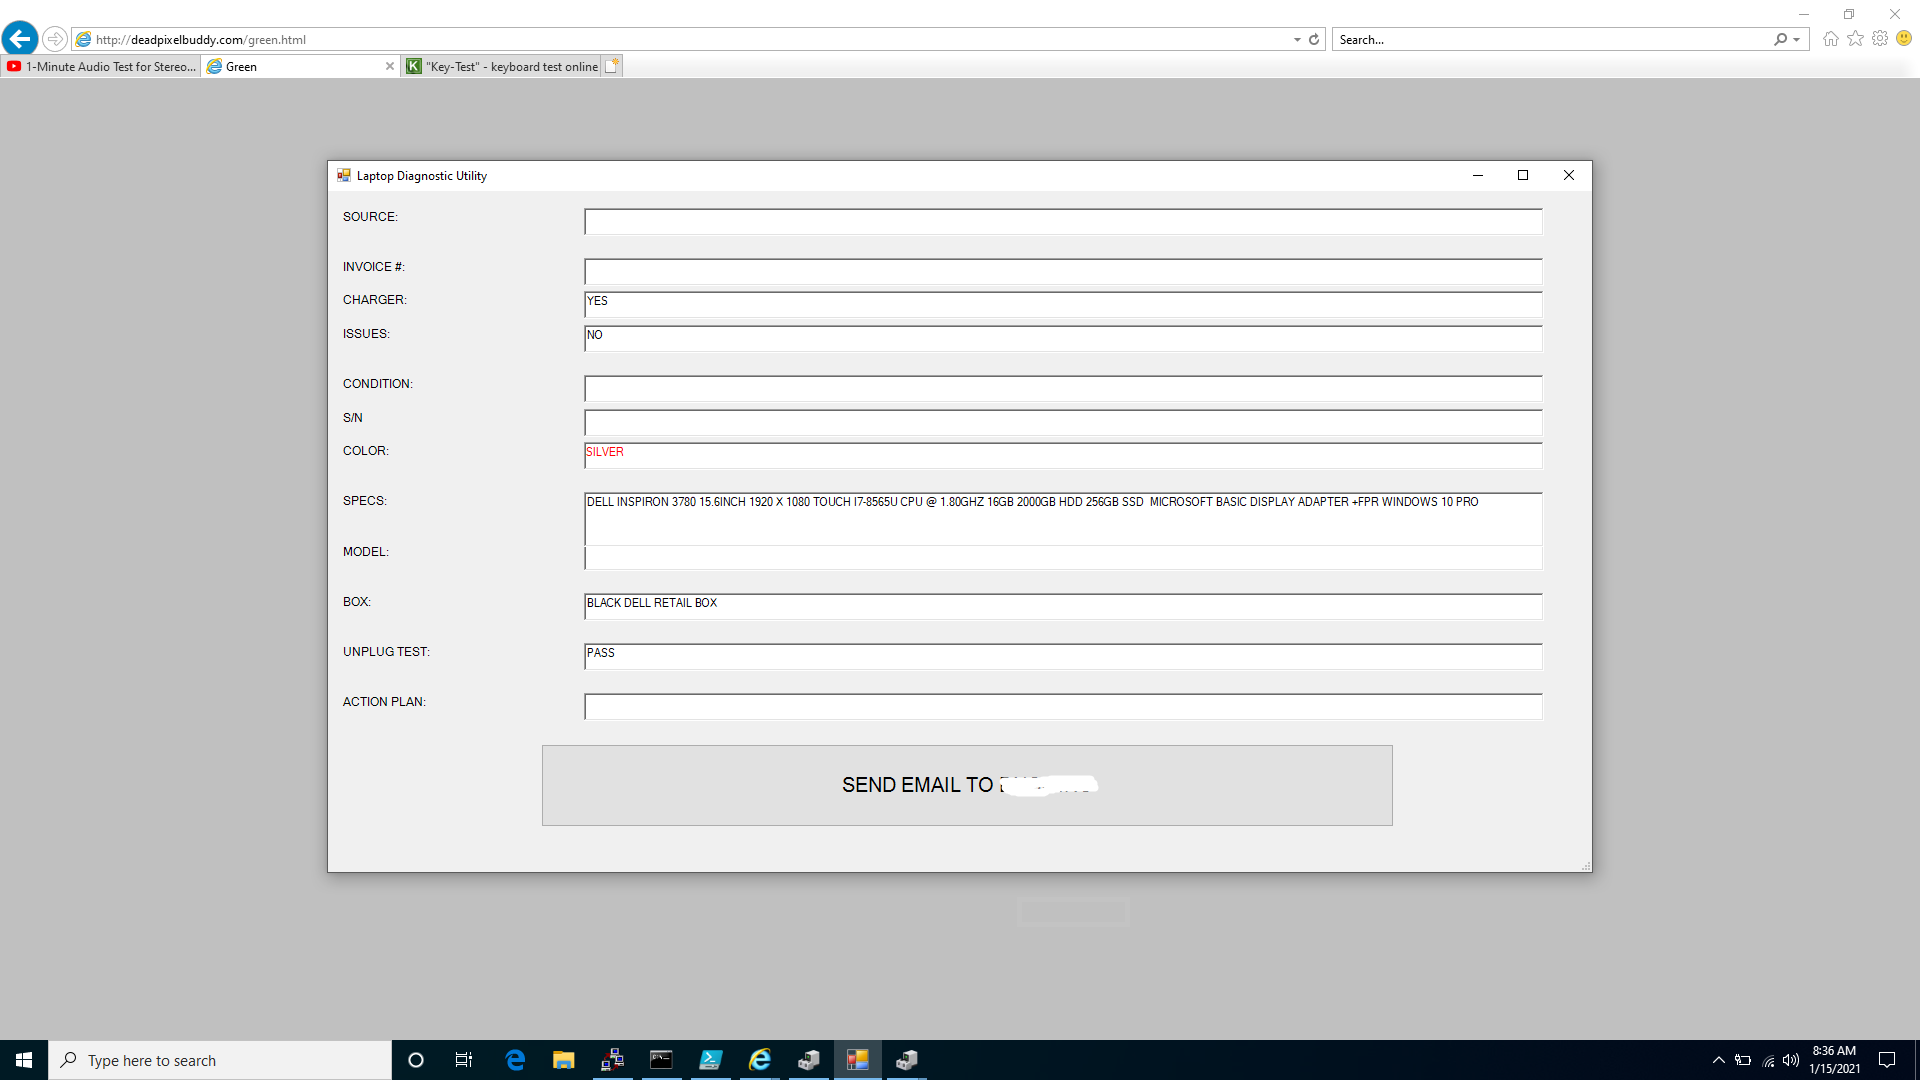 http://deadpixelbuddy.com/green.html
Search...
1-Minute Audio Test for Stereo...
Green
K
"Key-Test" - keyboard test online
Laptop Diagnostic Utility
SOURCE:
INVOICE #:
CHARGER: YES
ISSUES: NO
CONDITION:
S/N
COLOR: SILVER
SPECS: DELL INSPIRON 3780 15.6INCH 1920 X 1080 TOUCH I7-8565U CPU @ 1.80GHZ 16GB 2000GB HDD 256GB SSD  MICROSOFT BASIC DISPLAY ADAPTER +FPR WINDOWS 10 PRO
MODEL:
BOX: BLACK DELL RETAIL BOX
UNPLUG TEST: PASS
ACTION PLAN:
SEND EMAIL TO
Type here to search
8:36 AM
1/15/2021